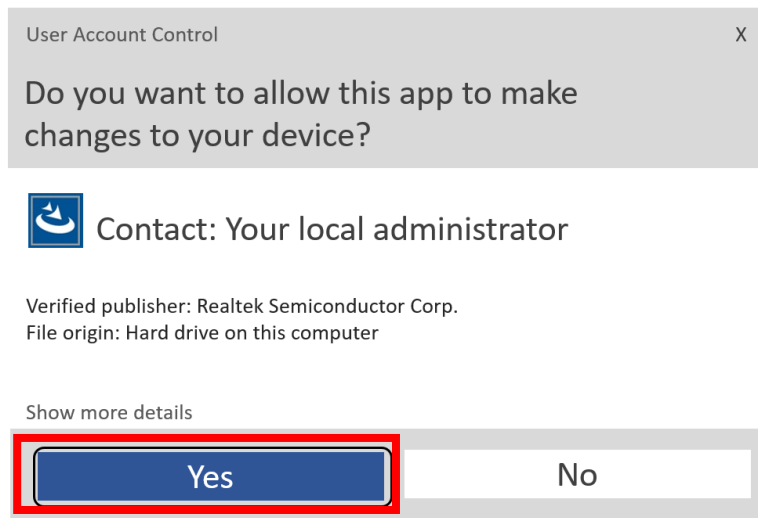 User Account Control
X
Do you want to allow this app to make
changes to your device?
Contact: Your local administrator
Verified publisher: Realtek Semiconductor Corp.
File origin: Hard drive on this computer
Show more details
Yes
No